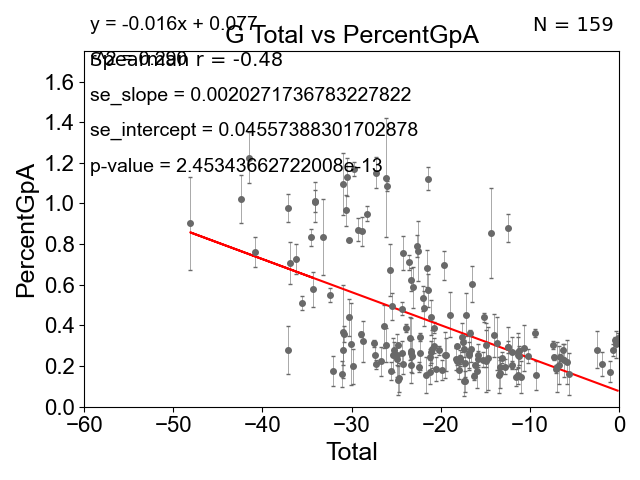 y = -0.016x + 0.077
G Total vs PercentGpA
N = 159
Spearman r = -0.48
se_slope = 0.0020271736783227822
se_intercept = 0.04557388301702878
p-value = 2.45343662722008e-13
PercentGpA
1.6
1.4
1.2
1.0
0.8
0.6
0.4
0.2
0.0
−60
−50
−40
−30
−20
−10
0
Total